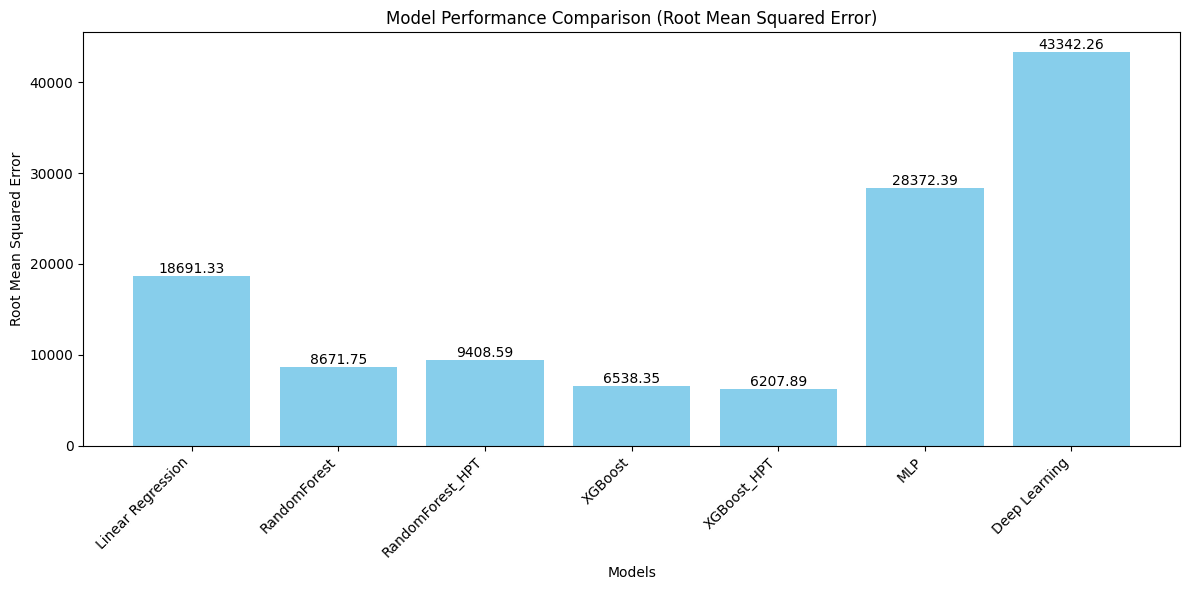 Model Performance Comparison (Root Mean Squared Error)
Root Mean Squared Error
40000
30000
20000
10000
0
18691.33
8671.75
9408.59
6538.35
6207.89
28372.39
43342.26
Linear Regression
RandomForest
RandomForest_HPT
XGBoost
XGBoost_HPT
MLP
Deep Learning
Models